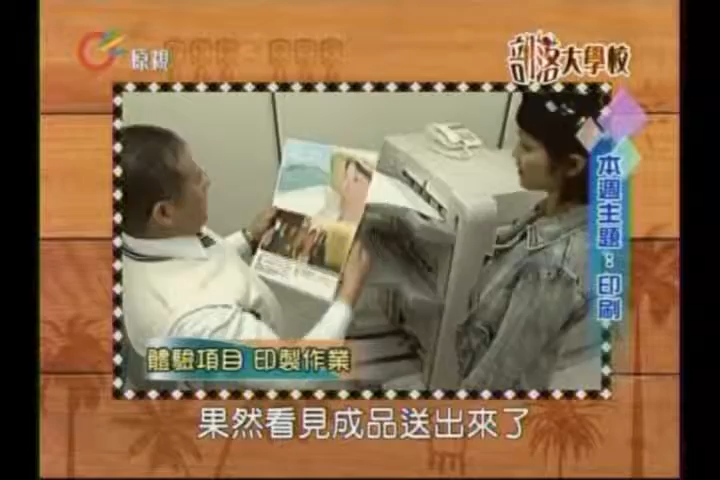 原視
部落大學校
本週主題：印刷
體驗項目 印製作業
果然看見成品送出來了